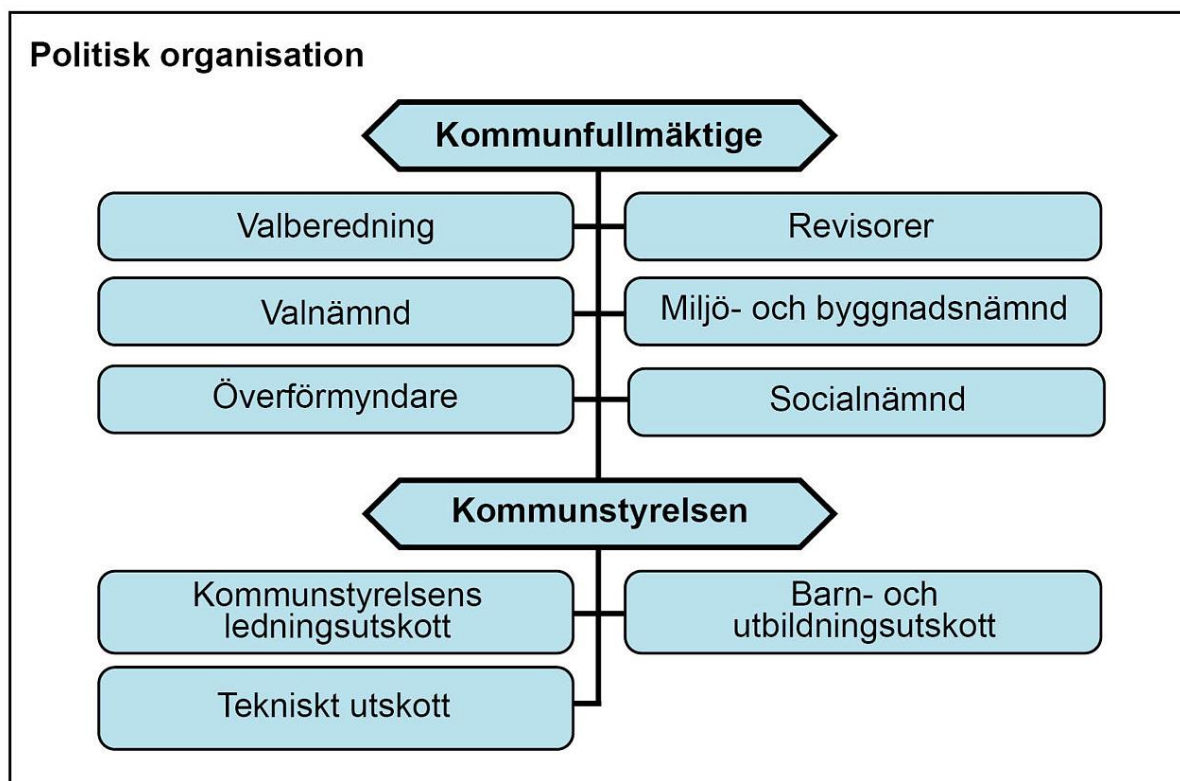 Politisk organisation
Kommunfullmäktige
Valberedning
Revisorer
Valnämnd
Miljö- och byggnadsnämnd
Överförmyndare
Socialnämnd
Kommunstyrelsen
Kommunstyrelsens
ledningsutskott
Barn- och
utbildningsutskott
Tekniskt utskott